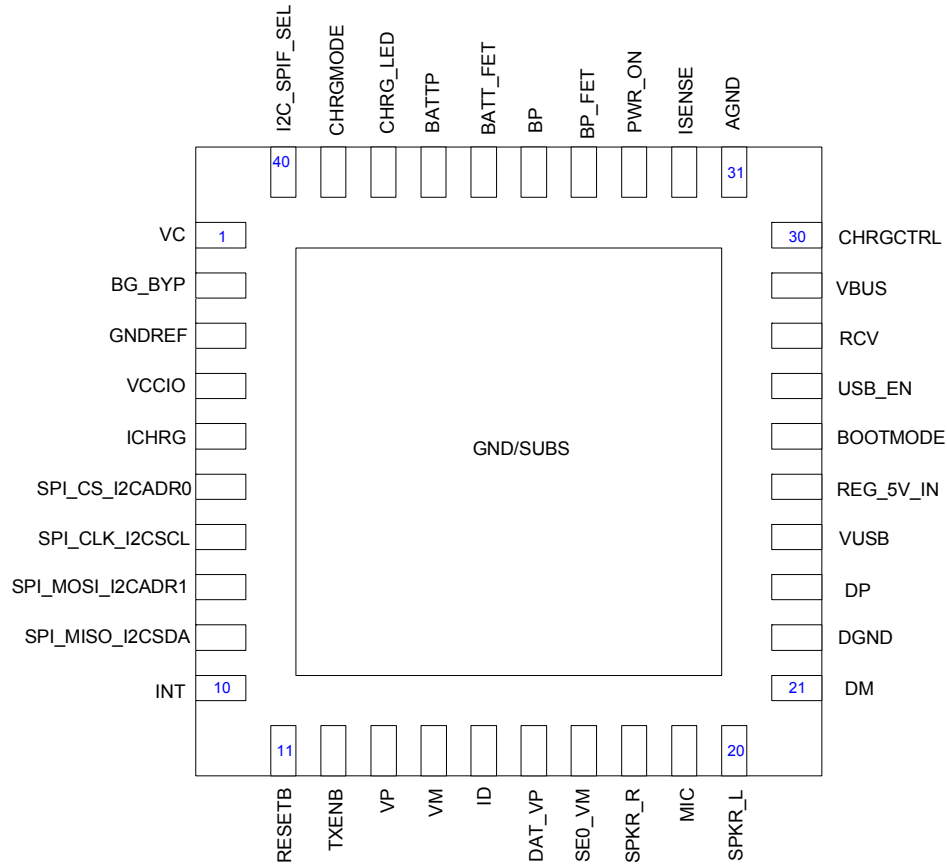 I2C_SPIF_SEL
CHRGMODE
CHRG_LED
BATTP
BATT_FET
BP
BP_FET
PWR_ON
ISENSE
AGND
40
31
VC
1
30
CHRGCTRL
BG_BYP
VBUS
GNDREF
RCV
VCCIO
USB_EN
ICHRG
BOOTMODE
GND/SUBS
SPI_CS_I2CADR0
REG_5V_IN
SPI_CLK_I2CSCL
VUSB
SPI_MOSI_I2CADR1
DP
SPI_MISO_I2CSDA
DGND
INT
10
21
DM
11
20
RESETB
TXENB
VP
VM
ID
DAT_VP
SE0_VM
SPKR_R
MIC
SPKR_L